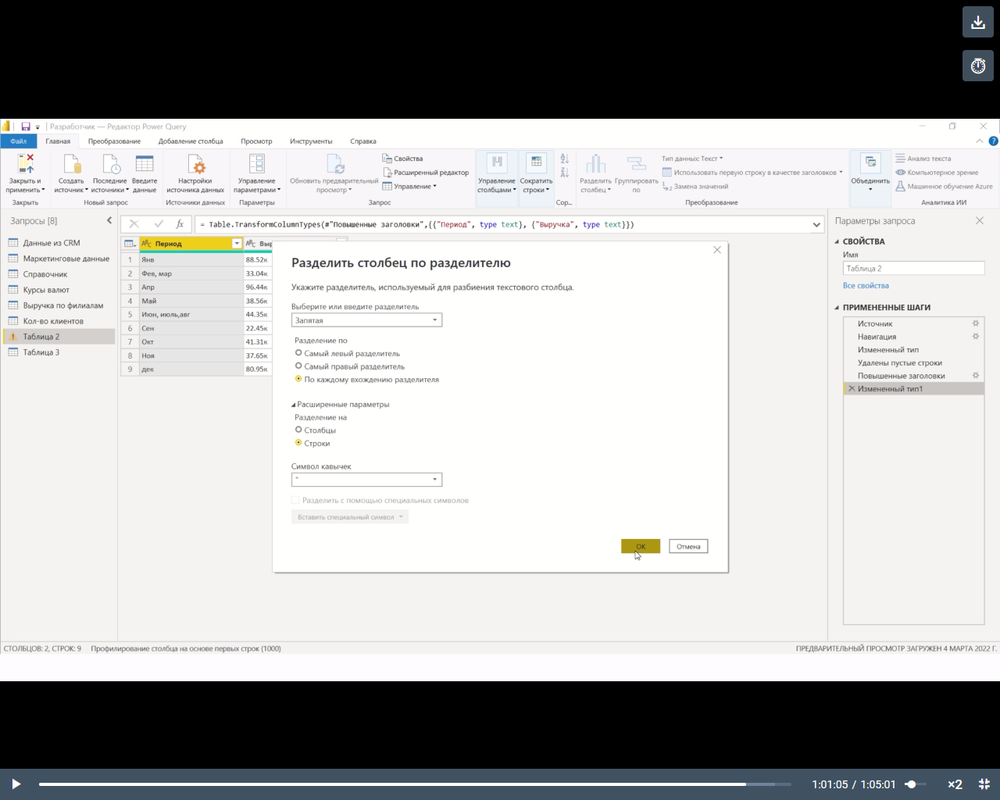 Разработчик — Редактор Power Query
Файл Главная Преобразование Добавление столбца Просмотр Инструменты Справка
Закрыть и применить
Создать источник
Последние источники
Введите данные
Настройки источника данных
Управление параметрами
Обновить предварительный просмотр
Свойства
Расширенный редактор
Управление
Управление столбцами
Сократить строки
Разделить столбец
Группировать по
Тип данных: Текст
Использовать первую строку в качестве заголовков
Замена значений
Объединить
Анализ текста
Компьютерное зрение
Машинное обучение Azure
Закрыть Новый запрос Источники данных Параметры Запрос Сор... Преобразование Аналитика ИИ
Запросы [8]
Данные из CRM
Маркетинговые данные
Справочник
Курсы валют
Выручка по филиалам
Кол-во клиентов
Таблица 2
Таблица 3
fx = Table.TransformColumnTypes(#"Повышенные заголовки",{{"Период", type text}, {"Выручка", type text}})
Период Выр
1 Янв 88.52к
2 Фев, мар 33.04к
3 Апр 96.44к
4 Май 38.56к
5 Июн, июль,авг 44.35к
6 Сен 22.45к
7 Окт 41.31к
8 Ноя 37.65к
9 дек 80.95к
Разделить столбец по разделителю
Укажите разделитель, используемый для разбиения текстового столбца.
Выберите или введите разделитель
Запятая
Разделение по
Самый левый разделитель
Самый правый разделитель
По каждому вхождению разделителя
Расширенные параметры
Разделение на
Столбцы
Строки
Символ кавычек
"
Разделить с помощью специальных символов
Вставить специальный символ
ОК Отмена
Параметры запроса
СВОЙСТВА
Имя
Таблица 2
Все свойства
ПРИМЕНЕННЫЕ ШАГИ
Источник
Навигация
Измененный тип
Удалены пустые строки
Повышенные заголовки
Измененный тип1
СТОЛБЦОВ: 2, СТРОК: 9 Профилирование столбца на основе первых строк (1000)
ПРЕДВАРИТЕЛЬНЫЙ ПРОСМОТР ЗАГРУЖЕН 4 МАРТА 2022 Г.
1:01:05 / 1:05:01 ×2